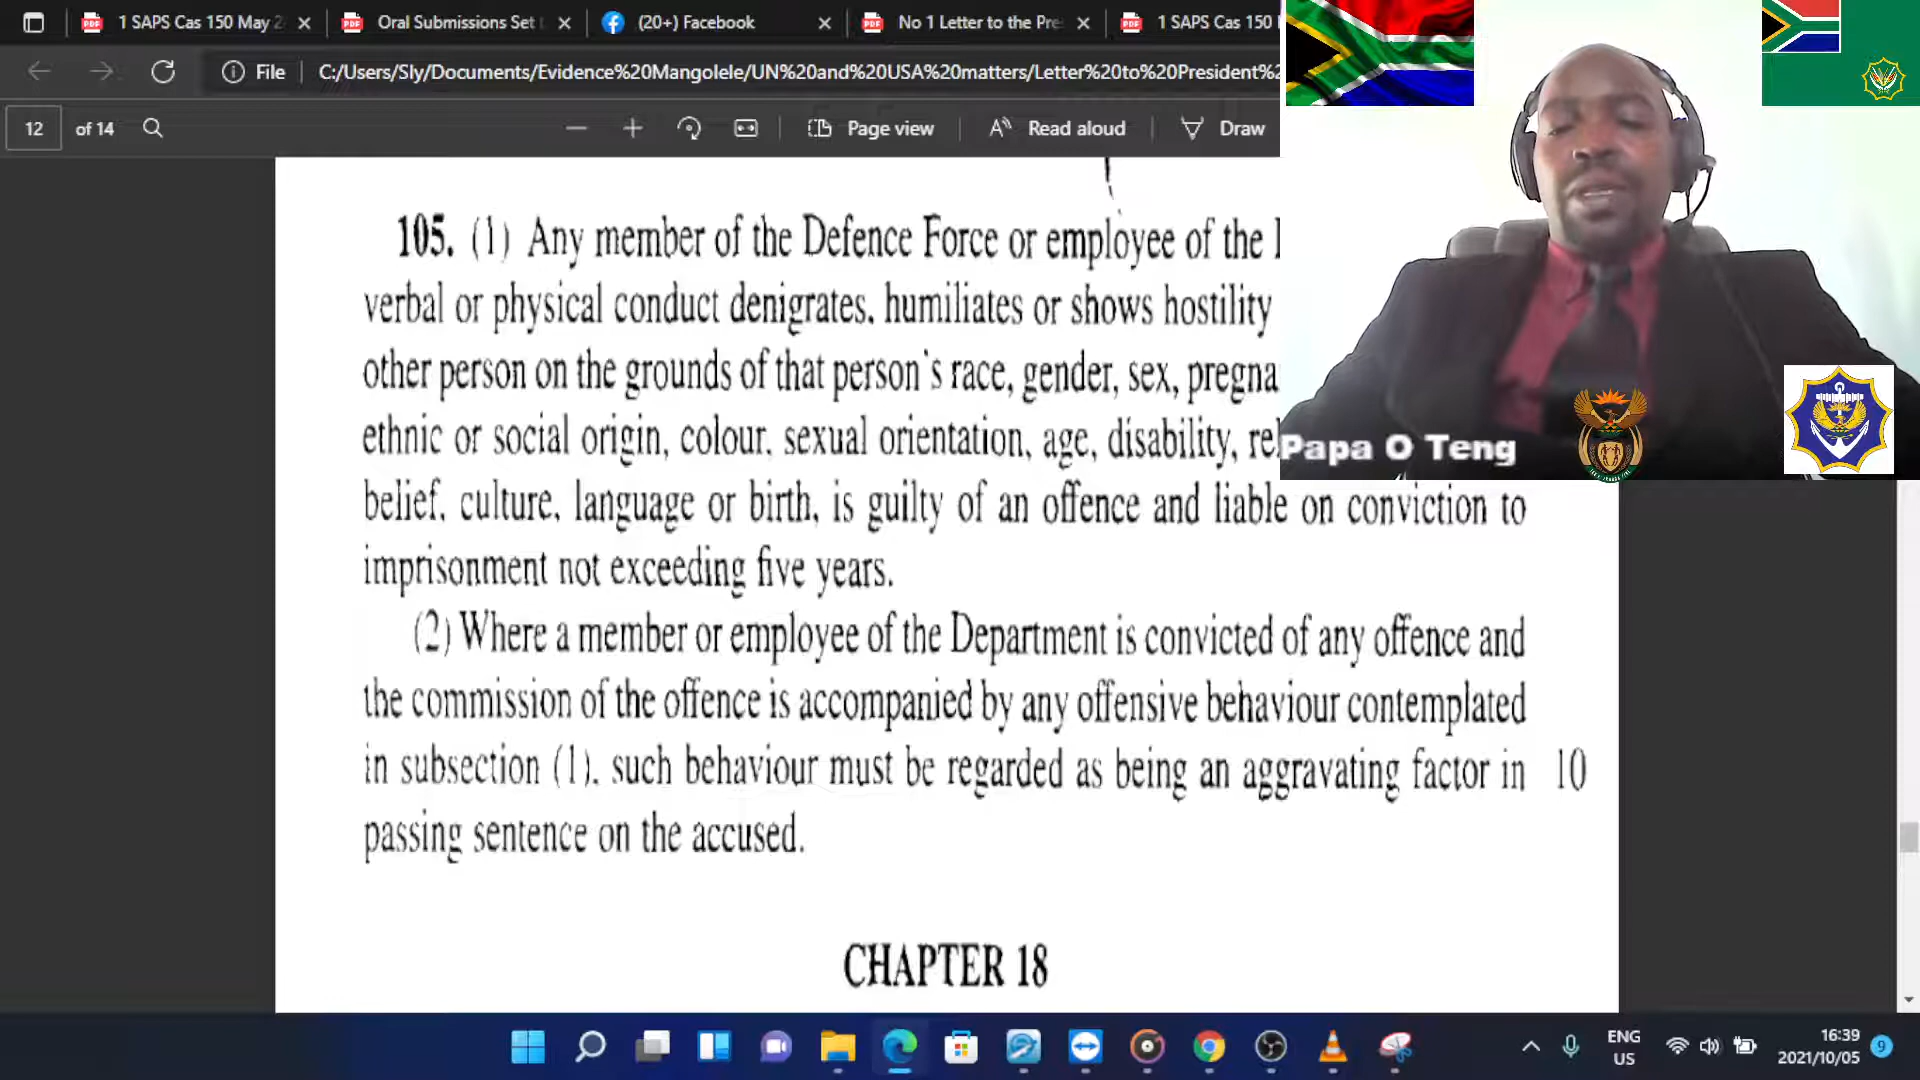 1 SAPS Cas 150 May 2
Oral Submissions Set
(20+) Facebook
No 1 Letter to the Pre
1 SAPS Cas 150
File
C:/Users/Sly/Documents/Evidence%20Mangolele/UN%20and%20USA%20matters/Letter%20to%20President%2
12 of 14
Page view
Read aloud
Draw
105. (1) Any member of the Defence Force or employee of the
verbal or physical conduct denigrates, humiliates or shows hostility
other person on the grounds of that person's race, gender, sex, pregna
ethnic or social origin, colour, sexual orientation, age, disability, rel
Papa O Teng
belief, culture, language or birth, is guilty of an offence and liable on conviction to
imprisonment not exceeding five years.
(2) Where a member or employee of the Department is convicted of any offence and
the commission of the offence is accompanied by any offensive behaviour contemplated
in subsection (1), such behaviour must be regarded as being an aggravating factor in 10
passing sentence on the accused.
CHAPTER 18
ENG
US
16:39
2021/10/05
9